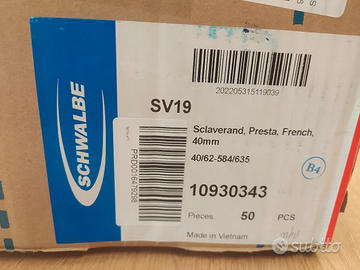 SCHWALBE
202205315119039
SV19
Sclaverand, Presta, French,
40mm
40/62-584/635
B4
10930343
PRD0016479298
Pieces 50 PCS
Made in Vietnam
subito